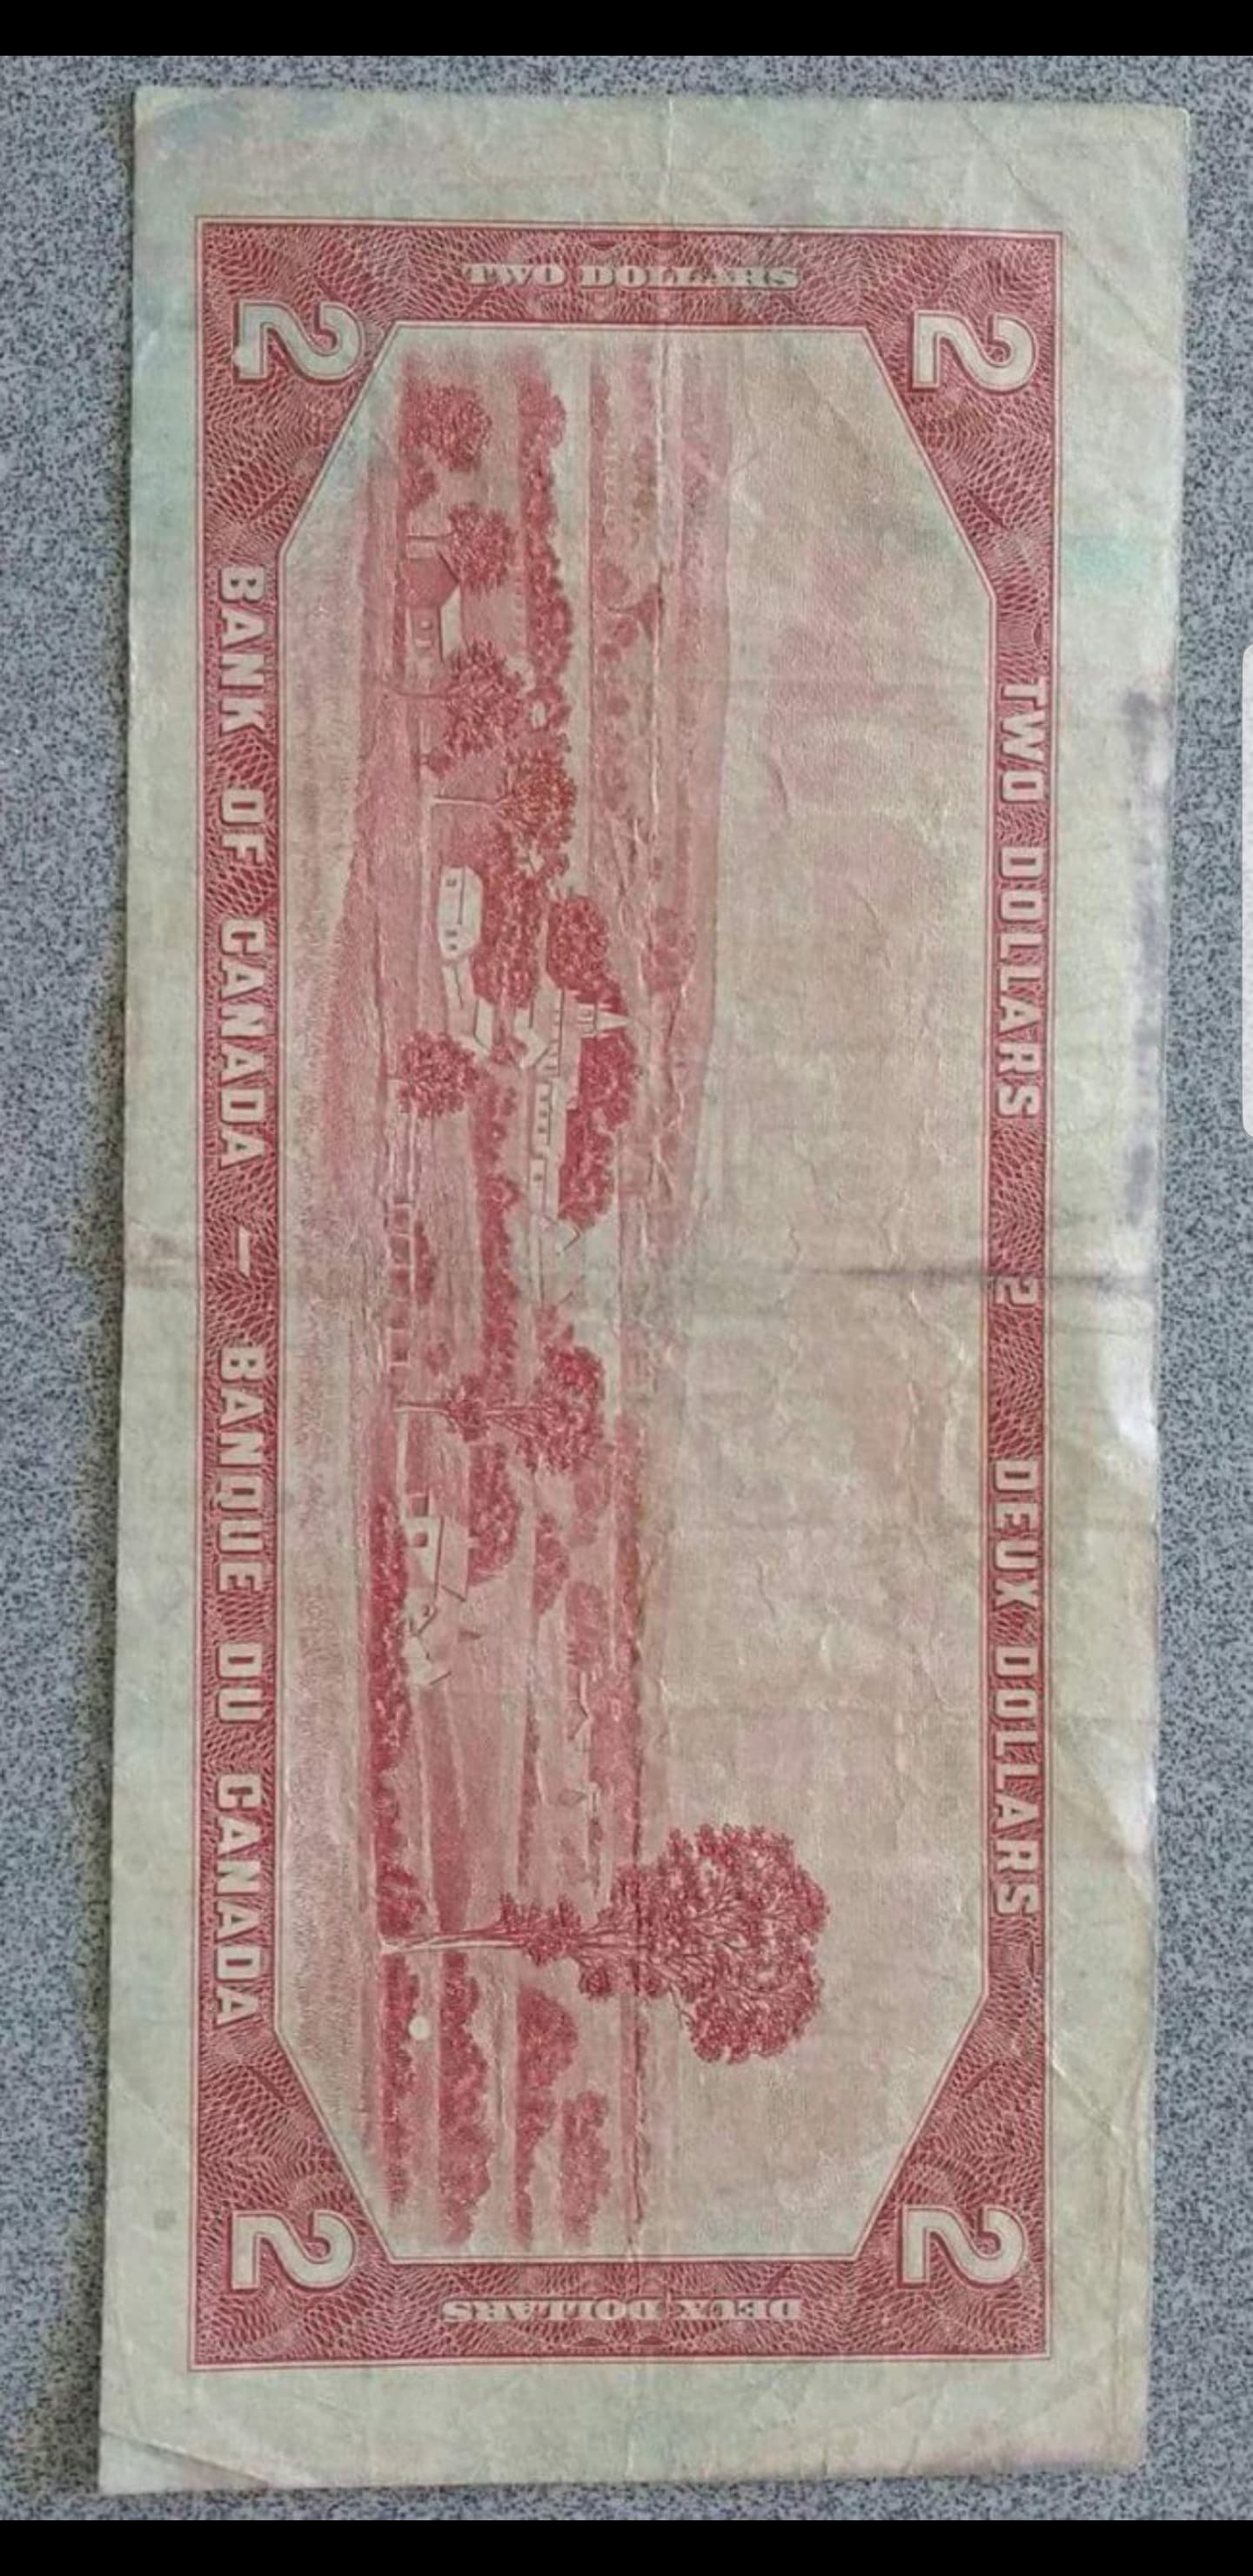 2 TWO DOLLARS 2 DEUX DOLLARS 2
TWO DOLLARS
DEUX DOLLARS
2 BANK OF CANADA — BANQUE DU CANADA 2